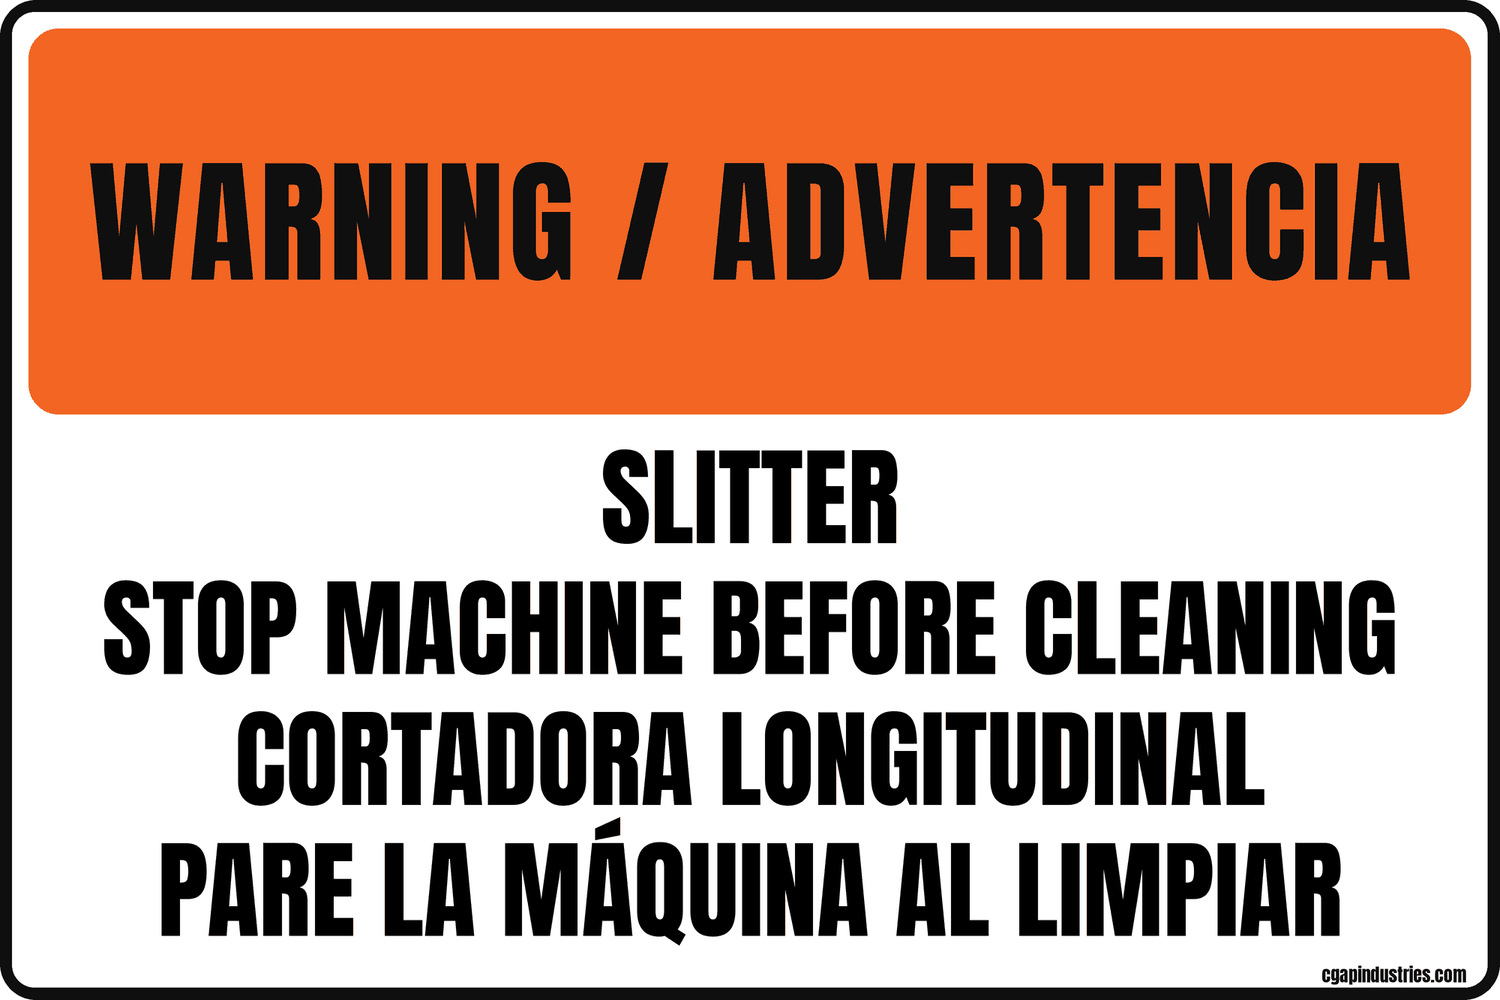 WARNING / ADVERTENCIA
SLITTER
STOP MACHINE BEFORE CLEANING
CORTADORA LONGITUDINAL
PARE LA MÁQUINA AL LIMPIAR
cgapindustries.com